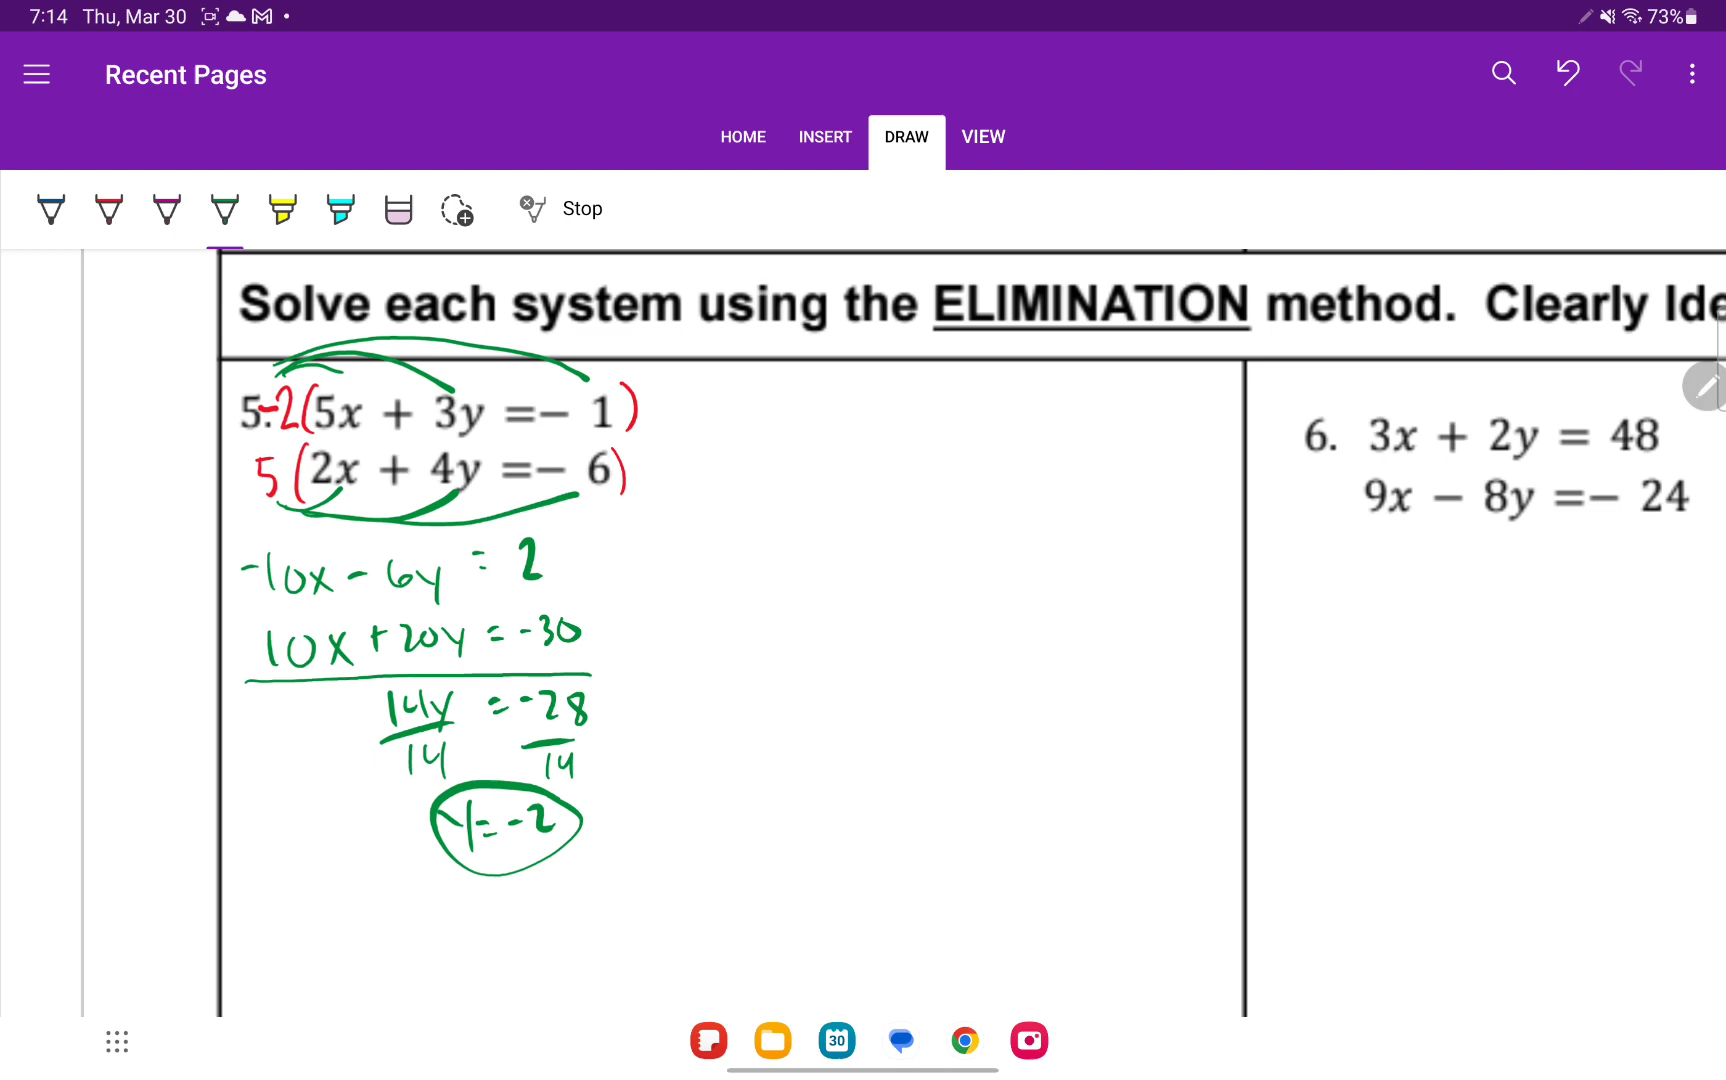 7:14 Thu, Mar 30
73%
Recent Pages
HOME INSERT DRAW VIEW
Stop
Solve each system using the ELIMINATION method. Clearly Ide
5. -2(5x + 3y =− 1)
5(2x + 4y =− 6)
-10x - 6y = 2
10x + 20y = -30
14y = -28
14 14
y = -2
6. 3x + 2y = 48
9x − 8y =− 24
30